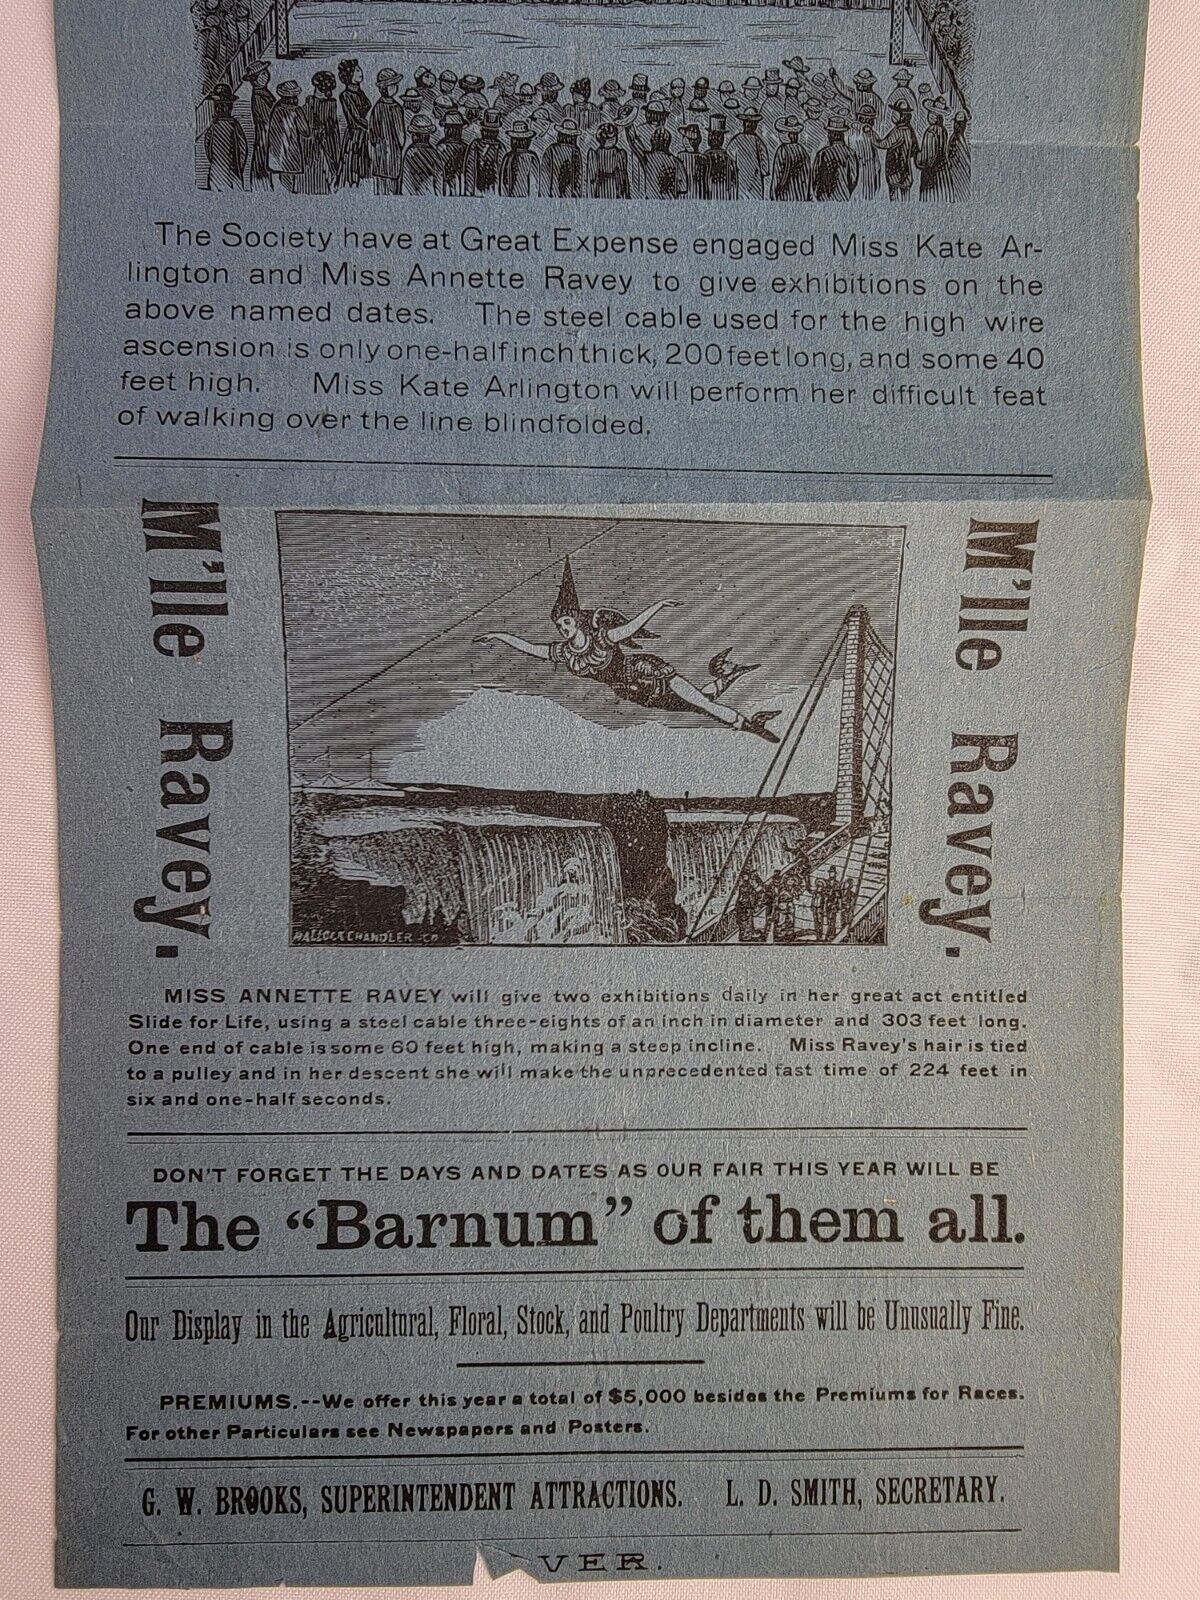 The Society have at Great Expense engaged Miss Kate Ar-
lington and Miss Annette Ravey to give exhibitions on the
above named dates. The steel cable used for the high wire
ascension is only one-half inch thick, 200 feet long, and some 40
feet high. Miss Kate Arlington will perform her difficult feat
of walking over the line blindfolded.
M'lle Ravey.
M'lle Ravey.
MISS ANNETTE RAVEY will give two exhibitions daily in her great act entitled
Slide for Life, using a steel cable three-eights of an inch in diameter and 303 feet long.
One end of cable is some 60 feet high, making a steep incline. Miss Ravey's hair is tied
to a pulley and in her descent she will make the unprecedented fast time of 224 feet in
six and one-half seconds.
DON'T FORGET THE DAYS AND DATES AS OUR FAIR THIS YEAR WILL BE
The "Barnum" of them all.
Our Display in the Agricultural, Floral, Stock, and Poultry Departments will be Unusually Fine.
PREMIUMS.--We offer this year a total of $5,000 besides the Premiums for Races.
For other Particulars see Newspapers and Posters.
G. W. BROOKS, SUPERINTENDENT ATTRACTIONS. L. D. SMITH, SECRETARY.
VER.